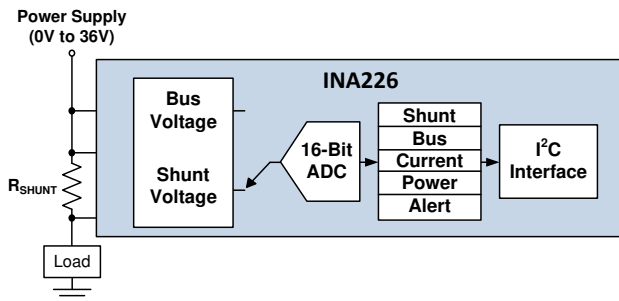 Power Supply
(0V to 36V)
INA226
Bus
Voltage
Shunt
Voltage
16-Bit
ADC
Shunt
Bus
Current
Power
Alert
I²C
Interface
R_SHUNT
Load